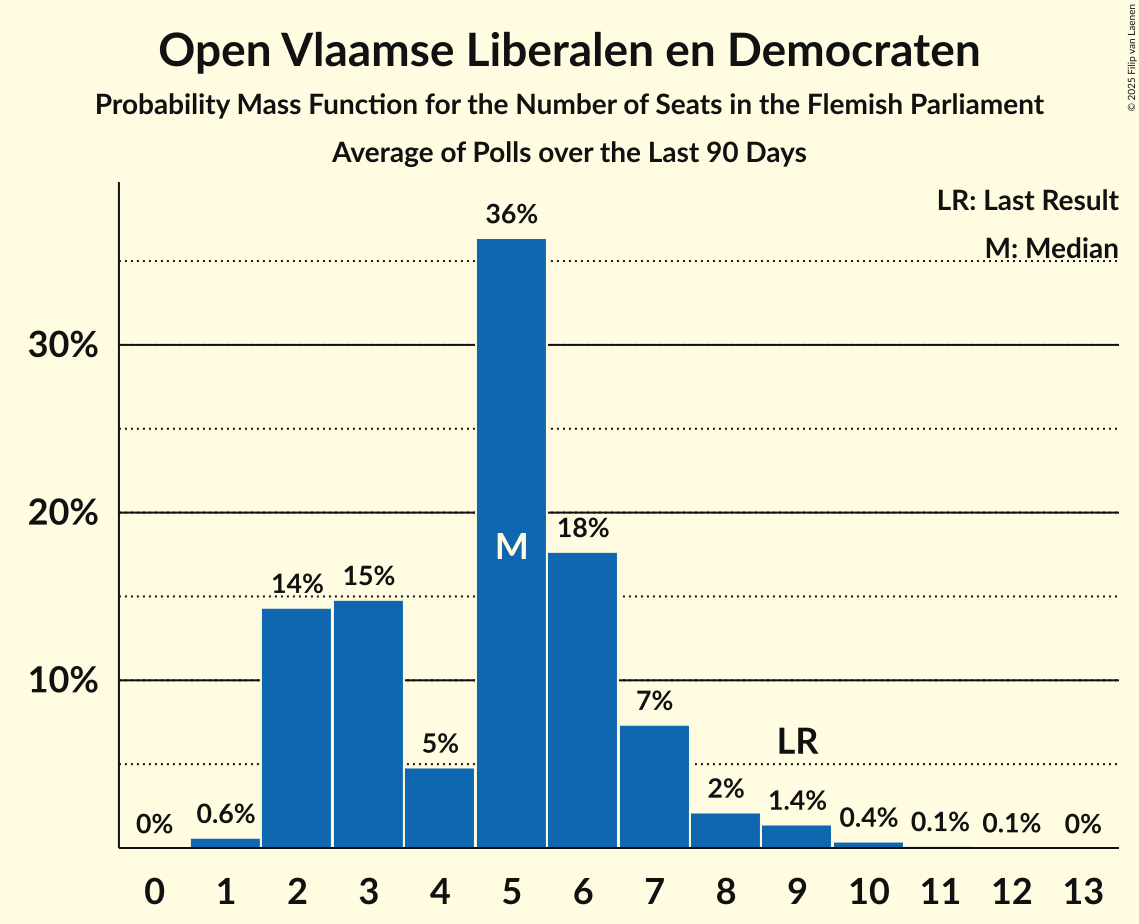 Open Vlaamse Liberalen en Democraten
Probability Mass Function for the Number of Seats in the Flemish Parliament
Average of Polls over the Last 90 Days
© 2025 Filip van Laenen
LR: Last Result
M: Median
36%
30%
20%
18%
M
14%
15%
10%
7%
5%
LR
2%
1.4%
0%
0.6%
0.4%
0.1%
0.1%
0%
0 1 2 3 4 5 6 7 8 9 10 11 12 13